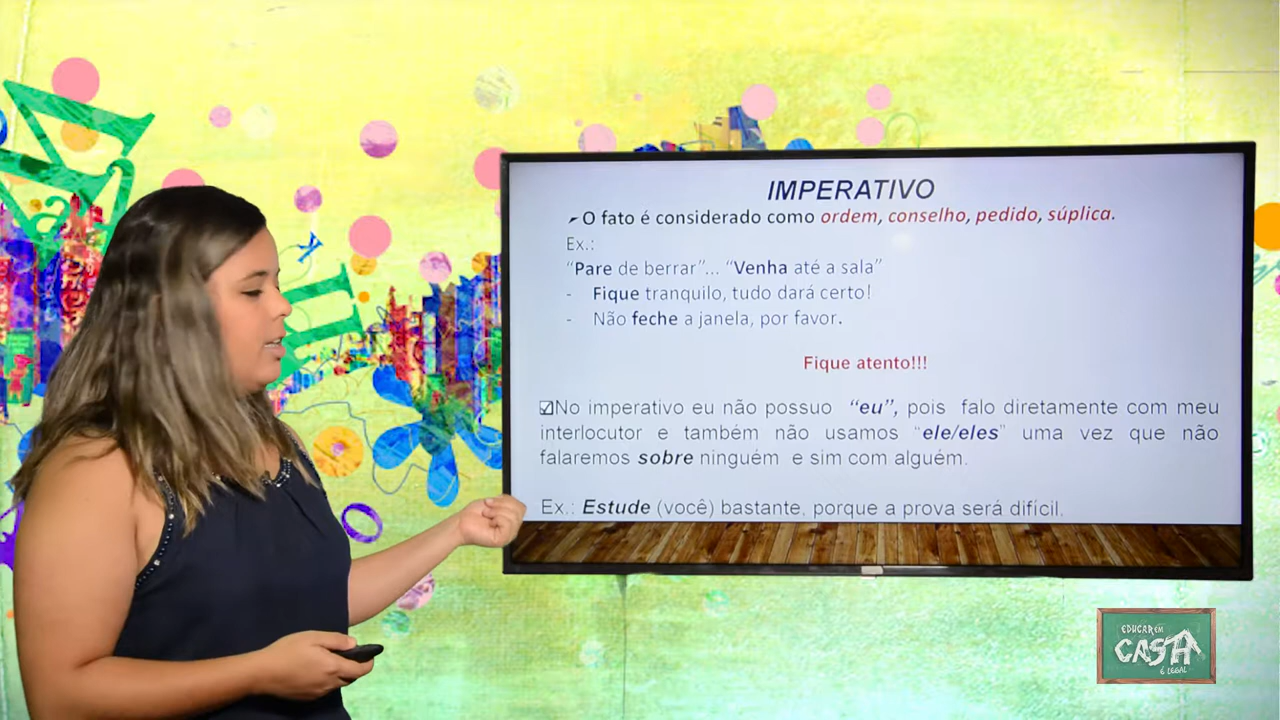 IMPERATIVO
O fato é considerado como ordem, conselho, pedido, súplica.
Ex.:
“Pare de berrar”... “Venha até a sala”
- Fique tranquilo, tudo dará certo!
- Não feche a janela, por favor.
Fique atento!!!
☑No imperativo eu não possuo “eu”, pois falo diretamente com meu
interlocutor e também não usamos “ele/eles” uma vez que não
falaremos sobre ninguém e sim com alguém.
Ex.: Estude (você) bastante, porque a prova será difícil.
EDUCAR EM
CASA
É LEGAL